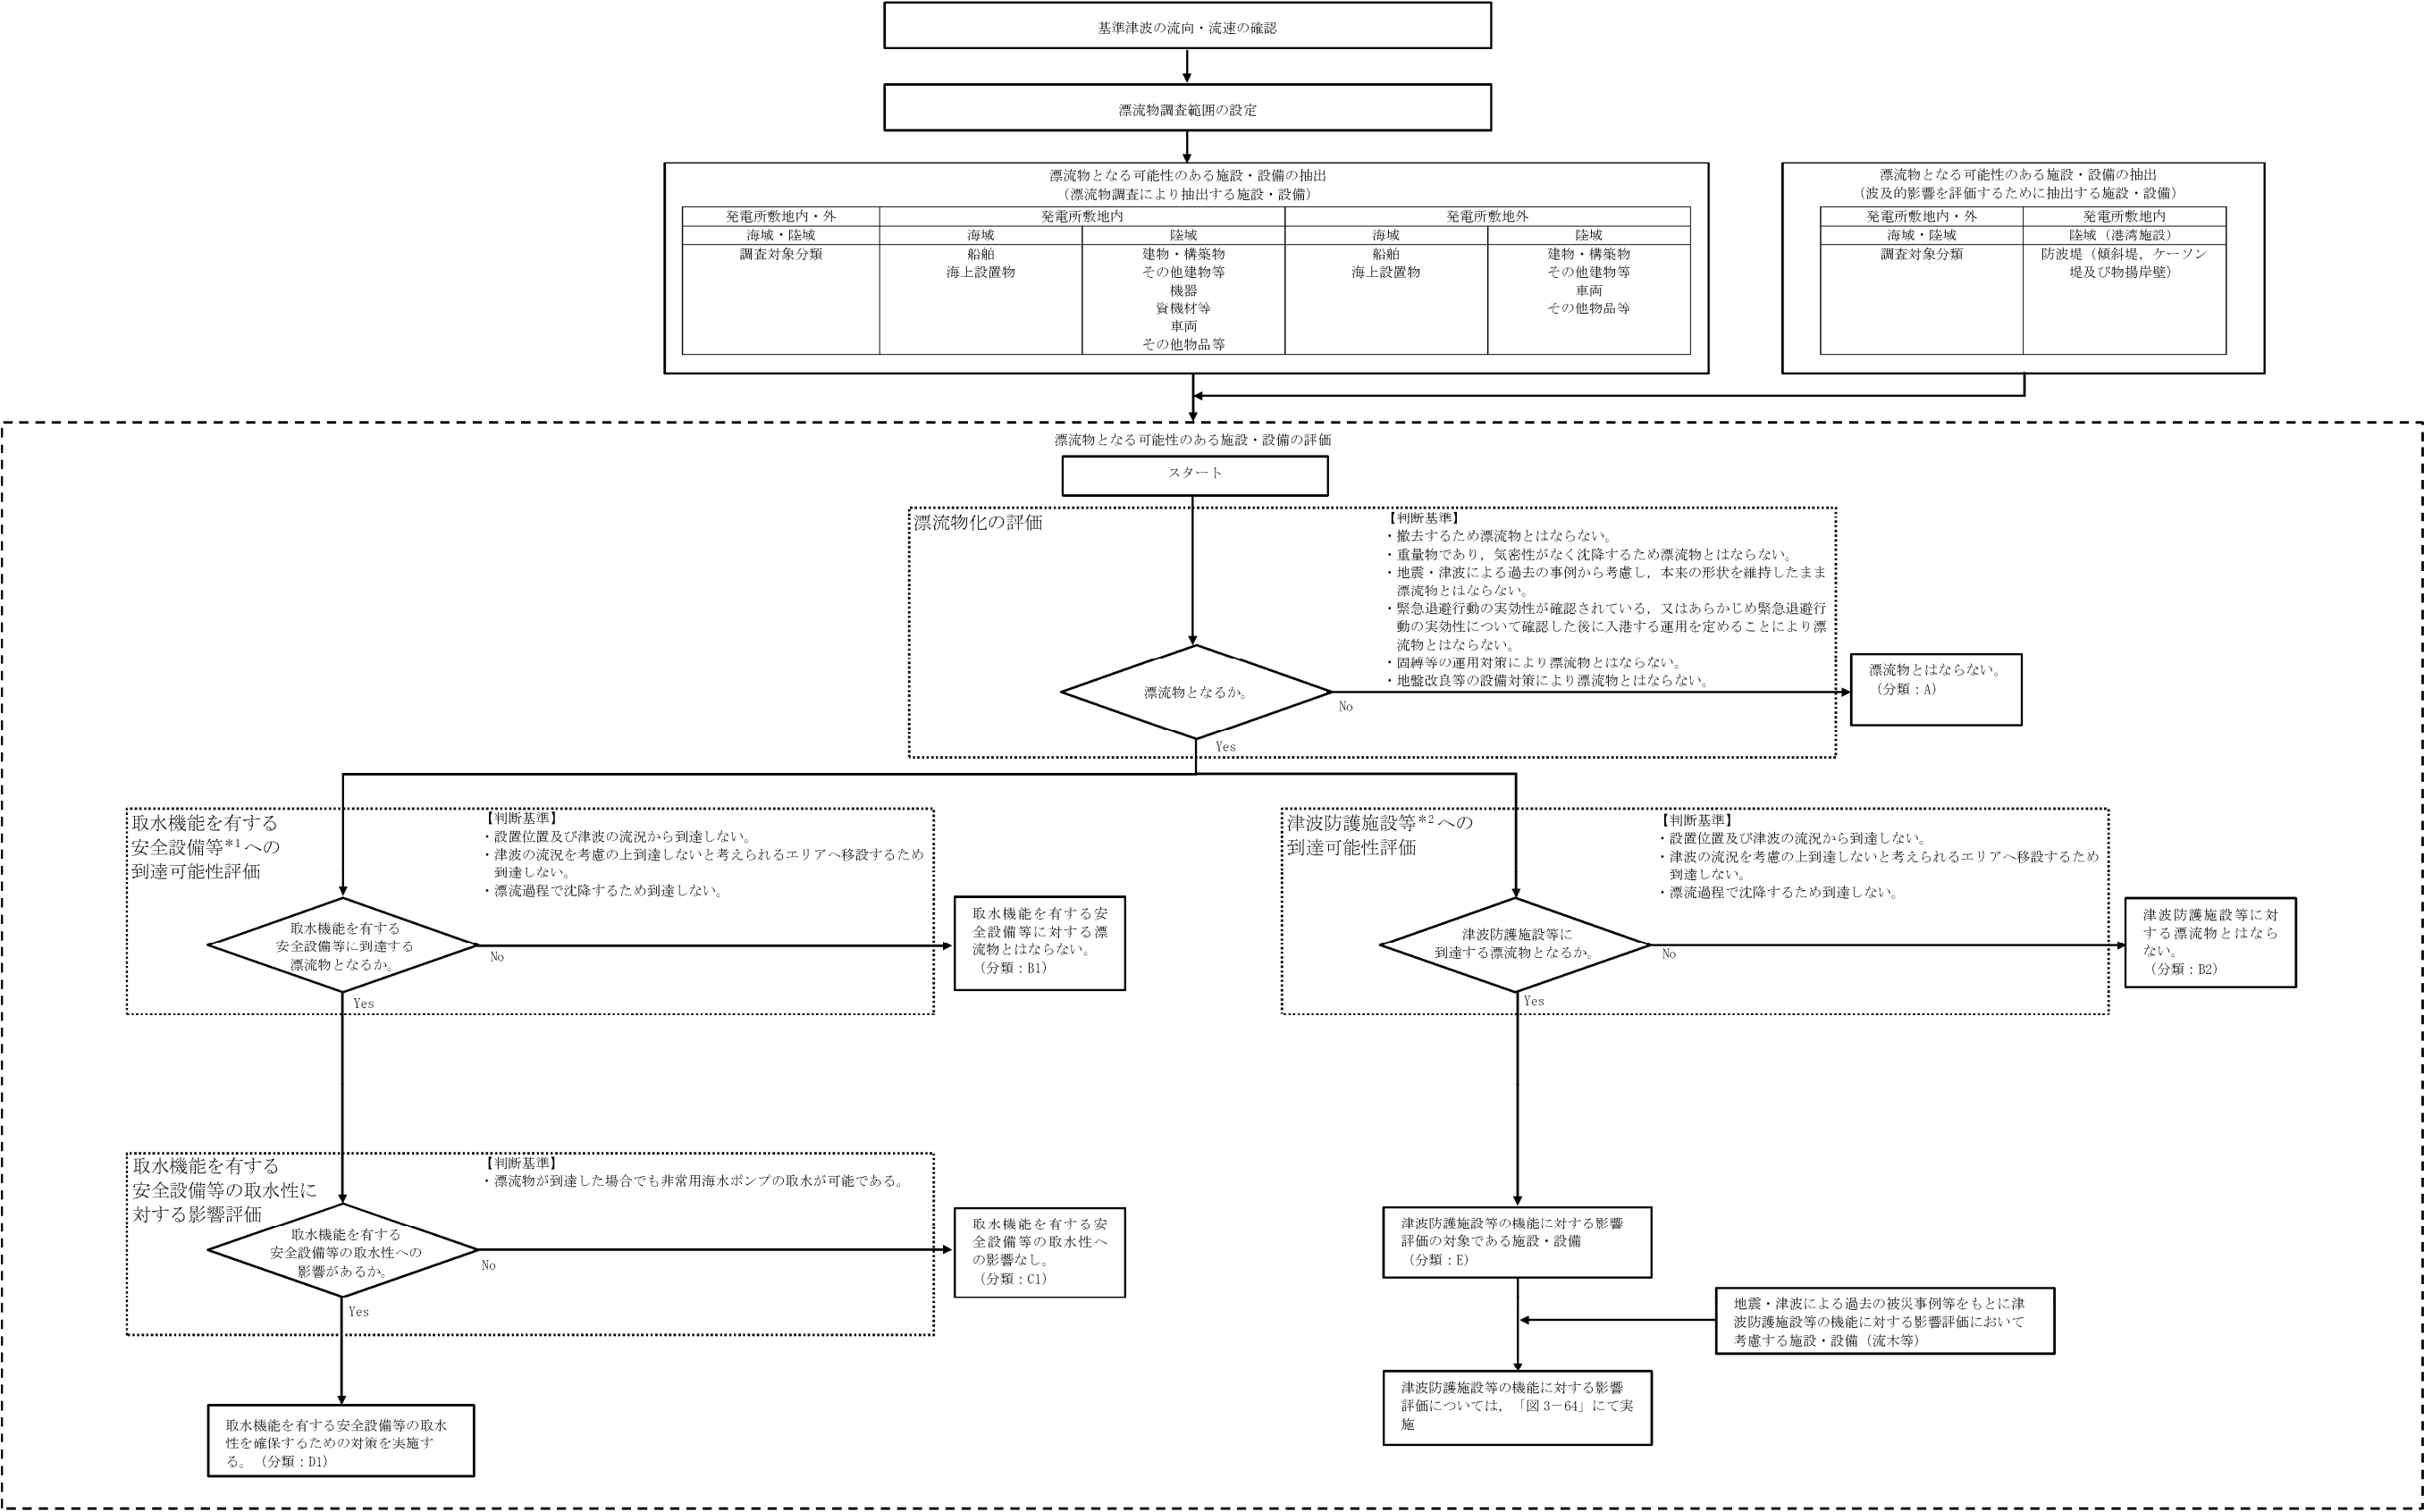 基準津波の流向・流速の確認
漂流物調査範囲の設定
漂流物となる可能性のある施設・設備の抽出
（漂流物調査により抽出する施設・設備）
発電所敷地内・外 発電所敷地内 発電所敷地外
海域・陸域 海域 陸域 海域 陸域
調査対象分類 船舶 建物・構築物 船舶 建物・構築物
海上設置物 その他建物等 海上設置物 その他建物等
機器 車両
資機材等 その他物品等
車両
その他物品等
漂流物となる可能性のある施設・設備の抽出
（波及的影響を評価するために抽出する施設・設備）
発電所敷地内・外 発電所敷地内
海域・陸域 陸域（港湾施設）
調査対象分類 防波堤（傾斜堤，ケーソン
堤及び物揚岸壁）
漂流物となる可能性のある施設・設備の評価
スタート
漂流物化の評価
【判断基準】
・撤去するため漂流物とはならない。
・重量物であり，気密性がなく沈降するため漂流物とはならない。
・地震・津波による過去の事例から考慮し，本来の形状を維持したまま
漂流物とはならない。
・緊急退避行動の実効性が確認されている，又はあらかじめ緊急退避行
動の実効性について確認した後に入港する運用を定めることにより漂
流物とはならない。
・固縛等の運用対策により漂流物とはならない。
・地盤改良等の設備対策により漂流物とはならない。
漂流物となるか。
No
Yes
漂流物とはならない。
（分類：A）
取水機能を有する
安全設備等*1への
到達可能性評価
【判断基準】
・設置位置及び津波の流況から到達しない。
・津波の流況を考慮の上到達しないと考えられるエリアへ移設するため
到達しない。
・漂流過程で沈降するため到達しない。
取水機能を有する
安全設備等に到達する
漂流物となるか。
No
Yes
取水機能を有する安
全設備等に対する漂
流物とはならない。
（分類：B1）
津波防護施設等*2への
到達可能性評価
【判断基準】
・設置位置及び津波の流況から到達しない。
・津波の流況を考慮の上到達しないと考えられるエリアへ移設するため
到達しない。
・漂流過程で沈降するため到達しない。
津波防護施設等に
到達する漂流物となるか。
No
Yes
津波防護施設等に対
する漂流物とはなら
ない。
（分類：B2）
取水機能を有する
安全設備等の取水性に
対する影響評価
【判断基準】
・漂流物が到達した場合でも非常用海水ポンプの取水が可能である。
取水機能を有する
安全設備等の取水性への
影響があるか。
No
Yes
取水機能を有する安
全設備等の取水性へ
の影響なし。
（分類：C1）
取水機能を有する安全設備等の取水
性を確保するための対策を実施す
る。（分類：D1）
津波防護施設等の機能に対する影響
評価の対象である施設・設備
（分類：E）
地震・津波による過去の被災事例等をもとに津
波防護施設等の機能に対する影響評価において
考慮する施設・設備（流木等）
津波防護施設等の機能に対する影響
評価については，「図3－64」にて実
施